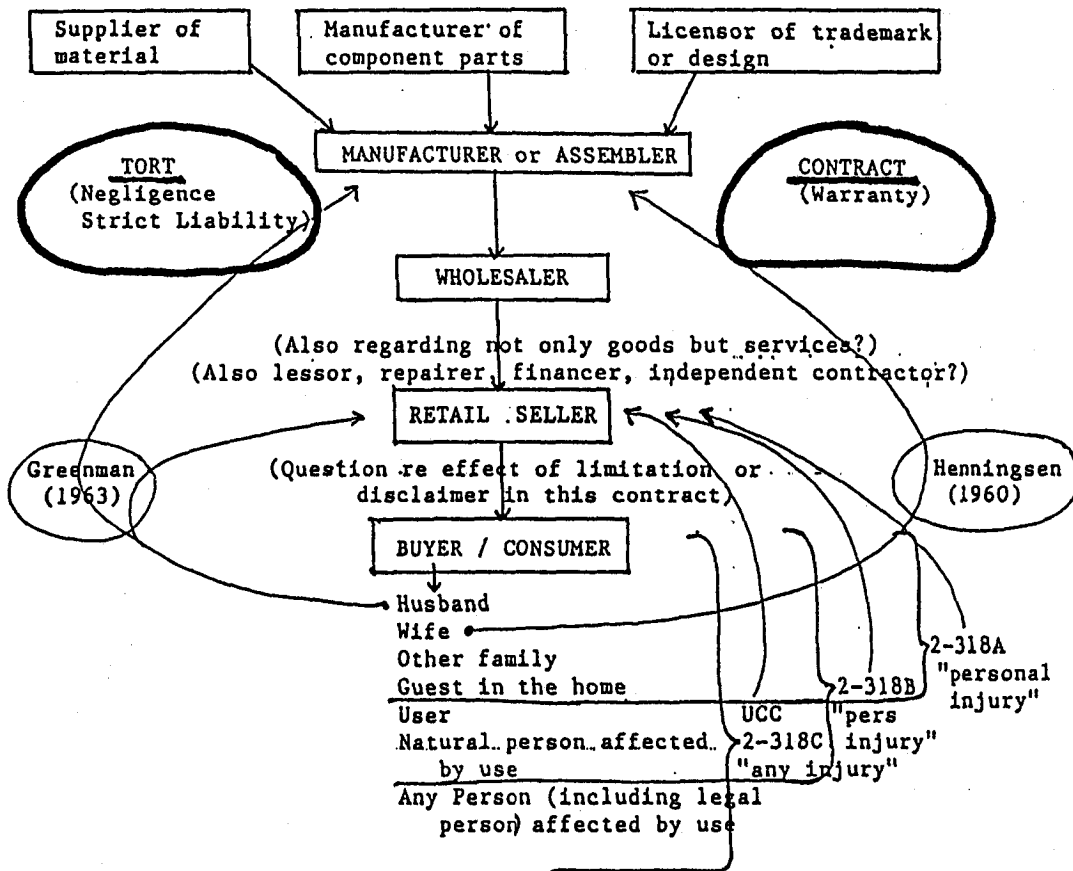 Supplier of
material
Manufacturer of
component parts
Licensor of trademark
or design
MANUFACTURER or ASSEMBLER
TORT
(Negligence
Strict Liability)
CONTRACT
(Warranty)
WHOLESALER
(Also regarding not only goods but services?)
(Also lessor, repairer, financer, independent contractor?)
RETAIL SELLER
Greenman
(1963)
(Question re effect of limitation or
disclaimer in this contract)
Henningsen
(1960)
BUYER / CONSUMER
Husband
Wife
Other family
Guest in the home
2-318A
"personal
injury"
User
Natural person affected
by use
2-318B
"pers
injury"
UCC
2-318C
"any injury"
Any Person (including legal
person) affected by use